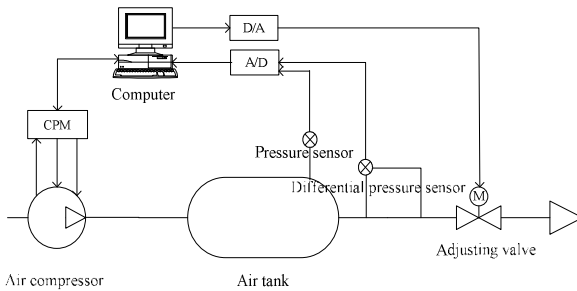 D/A
A/D
Computer
CPM
Pressure sensor
Differential pressure sensor
M
Adjusting valve
Air compressor
Air tank